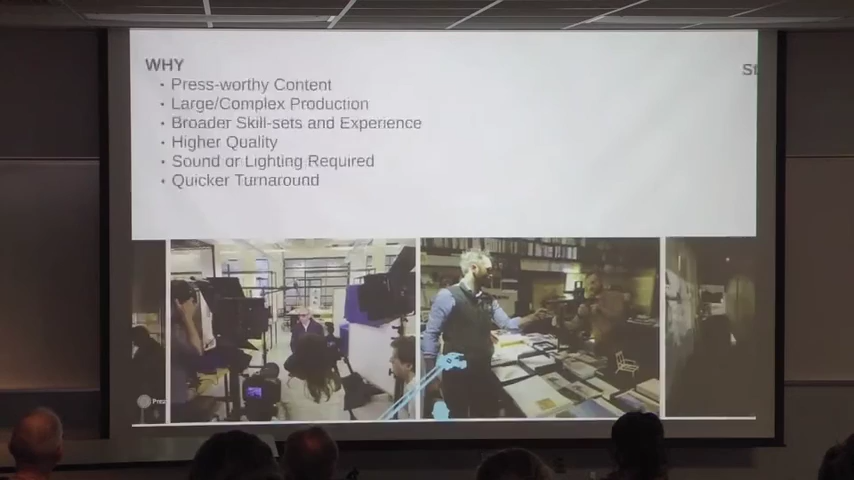 WHY
• Press-worthy Content
• Large/Complex Production
• Broader Skill-sets and Experience
• Higher Quality
• Sound or Lighting Required
• Quicker Turnaround